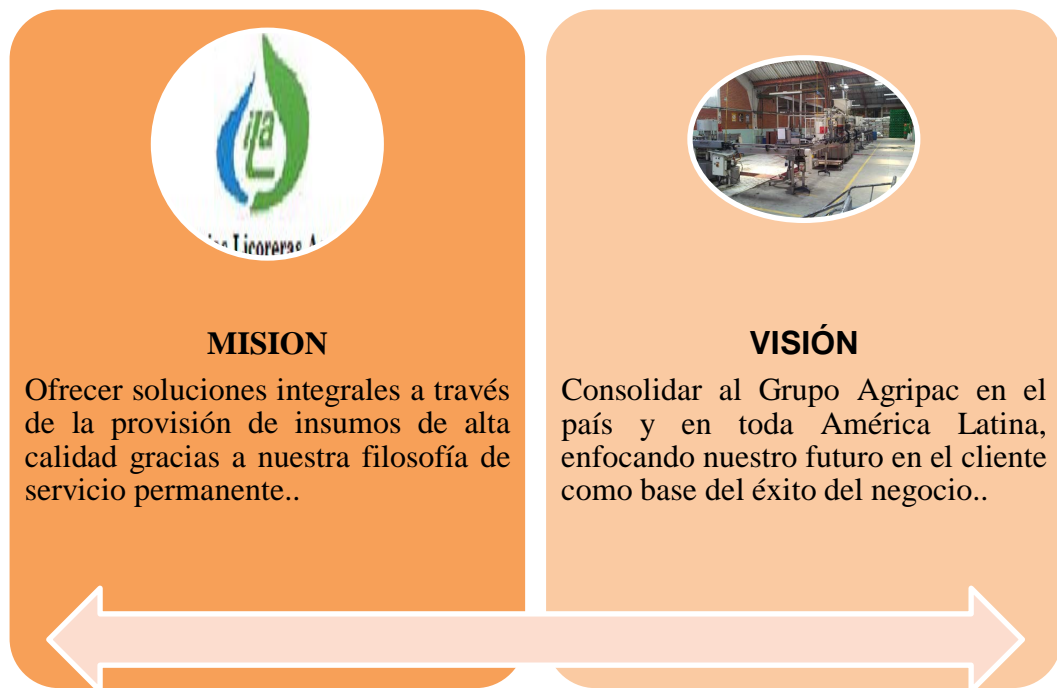 ila
Licoreras
MISION
Ofrecer soluciones integrales a través
de la provisión de insumos de alta
calidad gracias a nuestra filosofía de
servicio permanente..
VISIÓN
Consolidar al Grupo Agripac en el
país y en toda América Latina,
enfocando nuestro futuro en el cliente
como base del éxito del negocio..